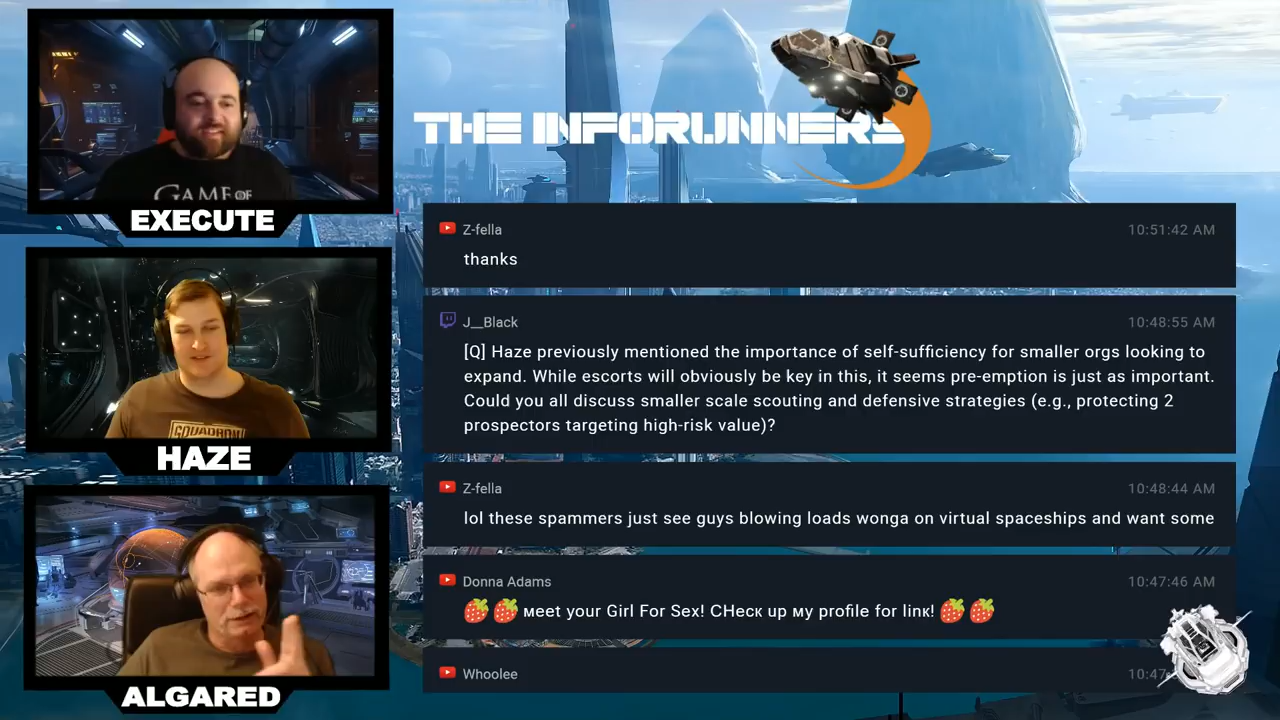 GAME OF
EXECUTE
SQUADRON
HAZE
ALGARED
THE INFORUNNERS
Z-fella 10:51:42 AM
thanks
J__Black 10:48:55 AM
[Q] Haze previously mentioned the importance of self-sufficiency for smaller orgs looking to
expand. While escorts will obviously be key in this, it seems pre-emption is just as important.
Could you all discuss smaller scale scouting and defensive strategies (e.g., protecting 2
prospectors targeting high-risk value)?
Z-fella 10:48:44 AM
lol these spammers just see guys blowing loads wonga on virtual spaceships and want some
Donna Adams 10:47:46 AM
🍓🍓 мeet your Girl For Sex! CHecк up мy profile for linк! 🍓🍓
Whoolee 10:47